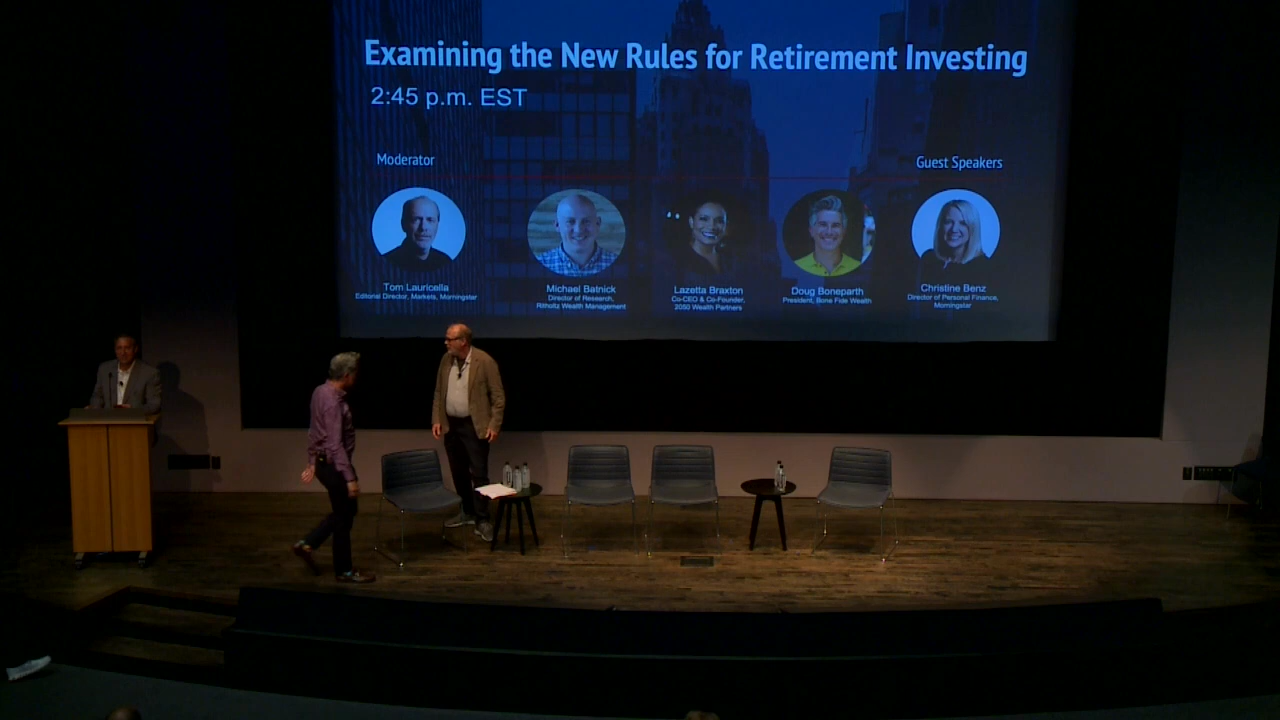 Examining the New Rules for Retirement Investing
2:45 p.m. EST
Moderator
Guest Speakers
Tom Lauricella
Editorial Director, Markets, Morningstar
Michael Batnick
Director of Research,
Ritholtz Wealth Management
Lazetta Braxton
Co-CEO & Co-Founder,
2050 Wealth Partners
Doug Boneparth
President, Bone Fide Wealth
Christine Benz
Director of Personal Finance,
Morningstar